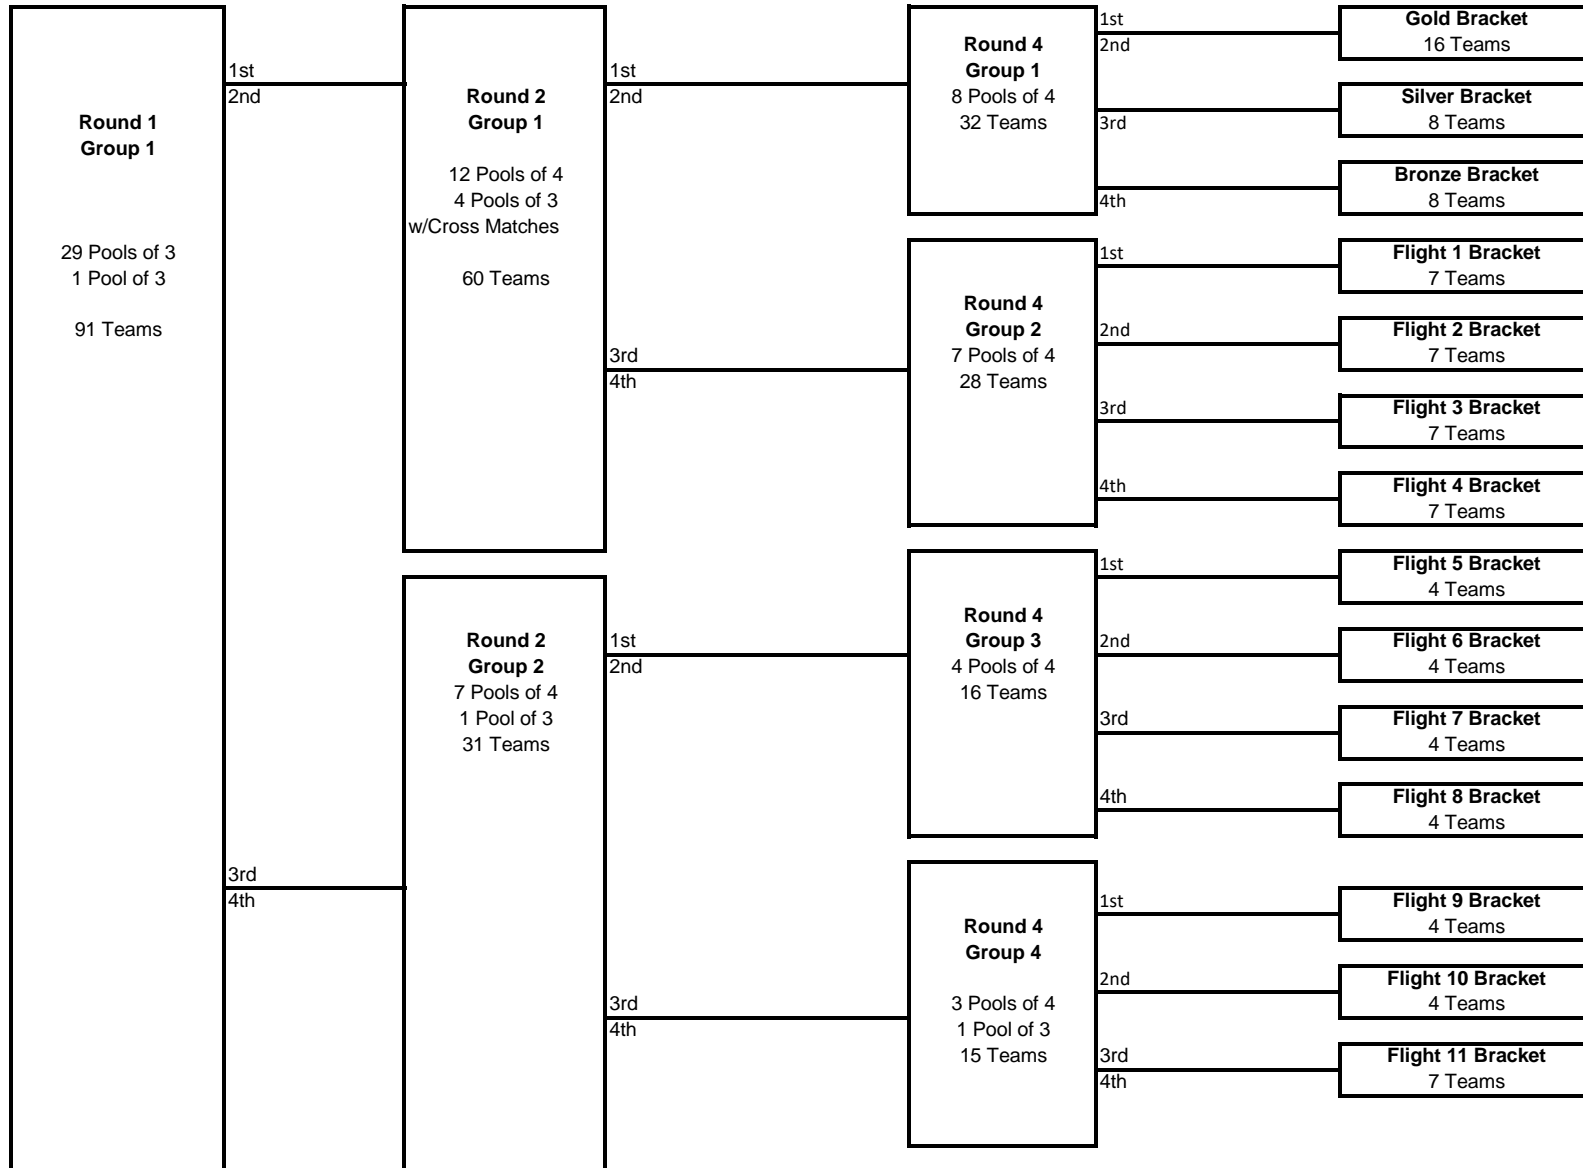 Round 1
Group 1
29 Pools of 3
1 Pool of 3
91 Teams
1st
2nd
3rd
4th
Round 2
Group 1
12 Pools of 4
4 Pools of 3
w/Cross Matches
60 Teams
1st
2nd
3rd
4th
Round 2
Group 2
7 Pools of 4
1 Pool of 3
31 Teams
1st
2nd
3rd
4th
Round 4
Group 1
8 Pools of 4
32 Teams
1st
2nd
3rd
4th
Round 4
Group 2
7 Pools of 4
28 Teams
1st
2nd
3rd
4th
Round 4
Group 3
4 Pools of 4
16 Teams
1st
2nd
3rd
4th
Round 4
Group 4
3 Pools of 4
1 Pool of 3
15 Teams
1st
2nd
3rd
4th
Gold Bracket
16 Teams
Silver Bracket
8 Teams
Bronze Bracket
8 Teams
Flight 1 Bracket
7 Teams
Flight 2 Bracket
7 Teams
Flight 3 Bracket
7 Teams
Flight 4 Bracket
7 Teams
Flight 5 Bracket
4 Teams
Flight 6 Bracket
4 Teams
Flight 7 Bracket
4 Teams
Flight 8 Bracket
4 Teams
Flight 9 Bracket
4 Teams
Flight 10 Bracket
4 Teams
Flight 11 Bracket
7 Teams